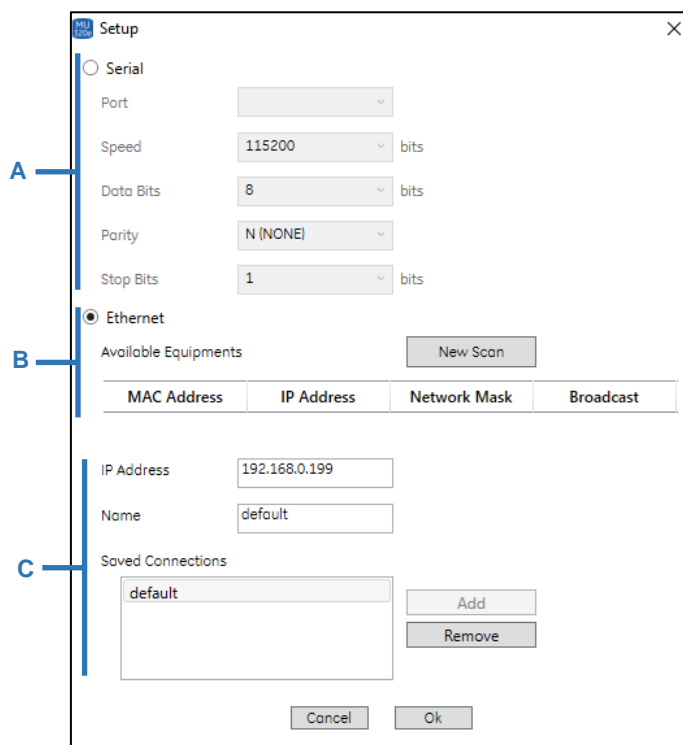 MU
320e
Setup
Serial
Port
Speed 115200 bits
A
Data Bits 8 bits
Parity N (NONE)
Stop Bits 1 bits
Ethernet
B
Available Equipments New Scan
MAC Address IP Address Network Mask Broadcast
IP Address 192.168.0.199
Name default
C
Saved Connections
default
Add
Remove
Cancel Ok